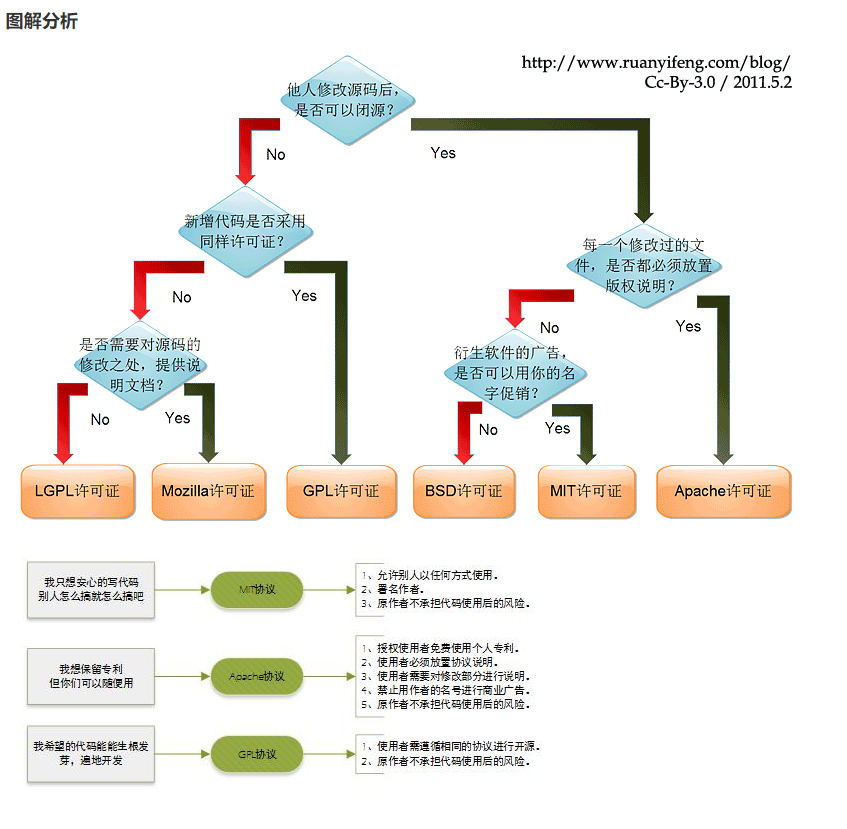 图解分析
http://www.ruanyifeng.com/blog/
Cc-By-3.0 / 2011.5.2
他人修改源码后，
是否可以闭源？
No
Yes
新增代码是否采用
同样许可证？
每一个修改过的文
件，是否都必须放置
版权说明？
No
Yes
No
Yes
是否需要对源码的
修改之处，提供说
明文档？
衍生软件的广告，
是否可以用你的名
字促销？
No
Yes
No
Yes
LGPL许可证
Mozilla许可证
GPL许可证
BSD许可证
MIT许可证
Apache许可证
我只想安心的写代码
别人怎么搞就怎么搞吧
MIT协议
1、允许别人以任何方式使用。
2、署名作者。
3、原作者不承担代码使用后的风险。
我想保留专利
但你们可以随便用
Apache协议
1、授权使用者免费使用个人专利。
2、使用者必须放置协议说明。
3、使用者需要对修改部分进行说明。
4、禁止用作者的名号进行商业广告。
5、原作者不承担代码使用后的风险。
我希望的代码能能生根发
芽，遍地开发
GPL协议
1、使用者需遵循相同的协议进行开源。
2、原作者不承担代码使用后的风险。